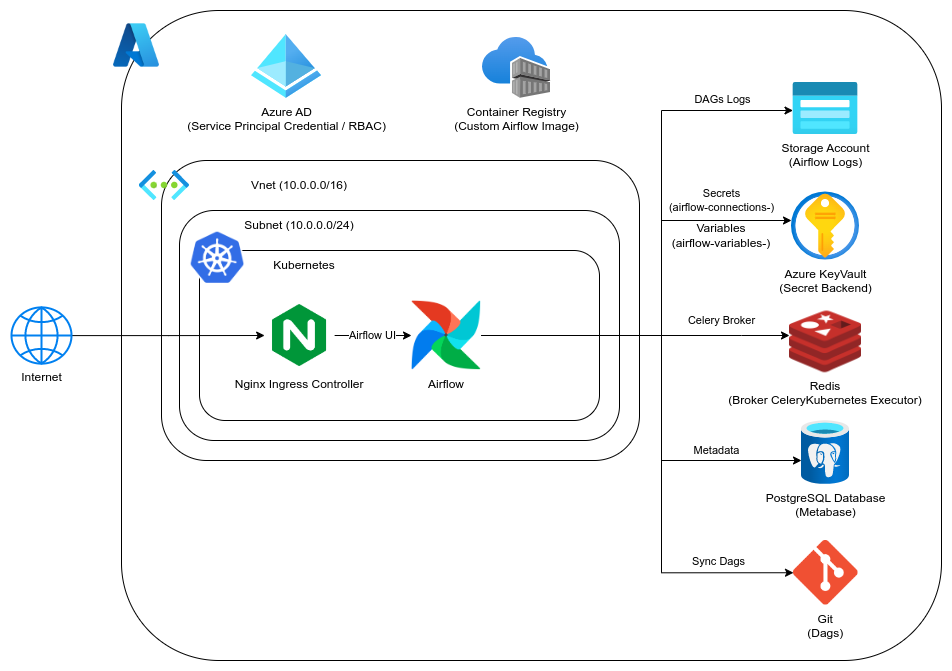 Azure AD
(Service Principal Credential / RBAC)
Container Registry
(Custom Airflow Image)
DAGs Logs
Storage Account
(Airflow Logs)
Vnet (10.0.0.0/16)
Secrets
(airflow-connections-)
Variables
(airflow-variables-)
Azure KeyVault
(Secret Backend)
Subnet (10.0.0.0/24)
Kubernetes
Internet
Nginx Ingress Controller
Airflow UI
Airflow
Celery Broker
Redis
(Broker CeleryKubernetes Executor)
Metadata
PostgreSQL Database
(Metabase)
Sync Dags
Git
(Dags)